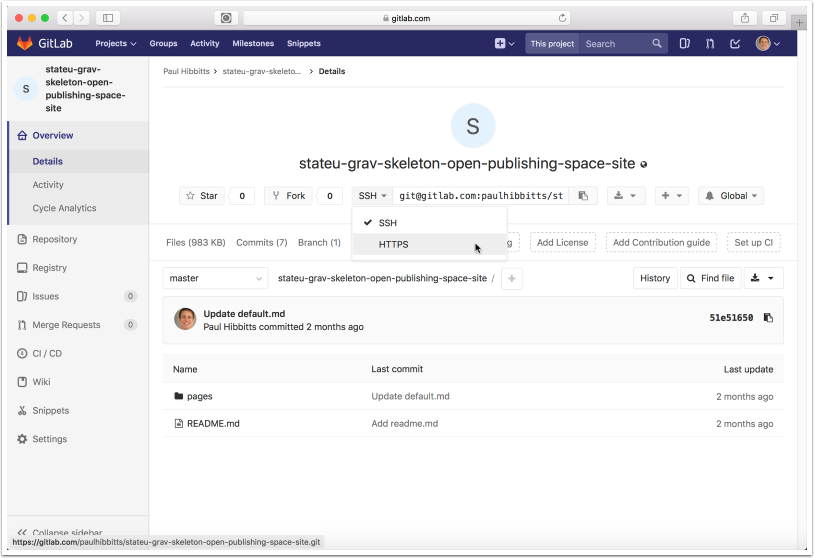 gitlab.com
GitLab Projects Groups Activity Milestones Snippets This project Search
stateu-grav-skeleton-open-publishing-space-site
Overview
Details
Activity
Cycle Analytics
Repository
Registry
Issues 0
Merge Requests 0
CI / CD
Wiki
Snippets
Settings
Collapse sidebar
https://gitlab.com/paulhibbitts/stateu-grav-skeleton-open-publishing-space-site.git
Paul Hibbitts > stateu-grav-skeleto... > Details
S
S
stateu-grav-skeleton-open-publishing-space-site
Star 0 Fork 0 SSH git@gitlab.com:paulhibbitts/st Global
SSH
HTTPS
Files (983 KB) Commits (7) Branch (1) g Add License Add Contribution guide Set up CI
master stateu-grav-skeleton-open-publishing-space-site / + History Find file
Update default.md
Paul Hibbitts committed 2 months ago 51e51650
Name Last commit Last update
pages Update default.md 2 months ago
README.md Add readme.md 2 months ago